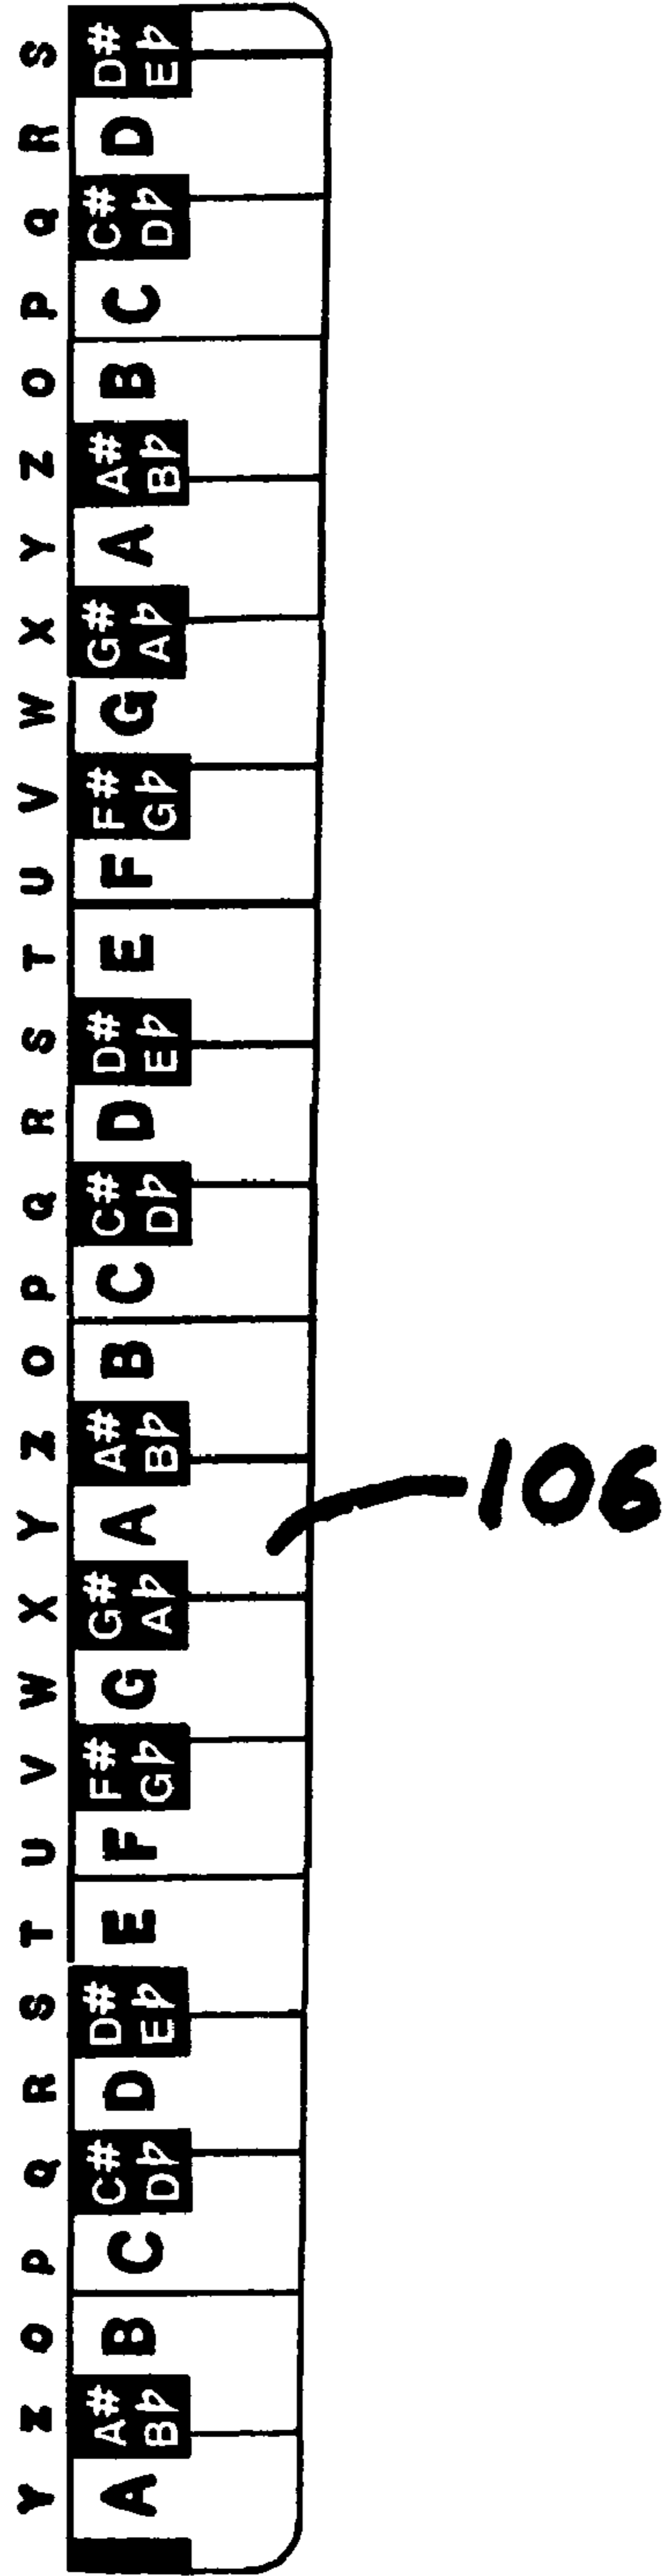 Y Z O P Q R S T U V W X Y Z O P Q R S T U V W X Y Z O P Q R S
A# C# D# F# G# A# C# D# F# G# A# C# D#
A B C D E F G A B C D E F G A B C D
B♭ D♭ E♭ G♭ A♭ B♭ D♭ E♭ G♭ A♭ B♭ D♭ E♭
106